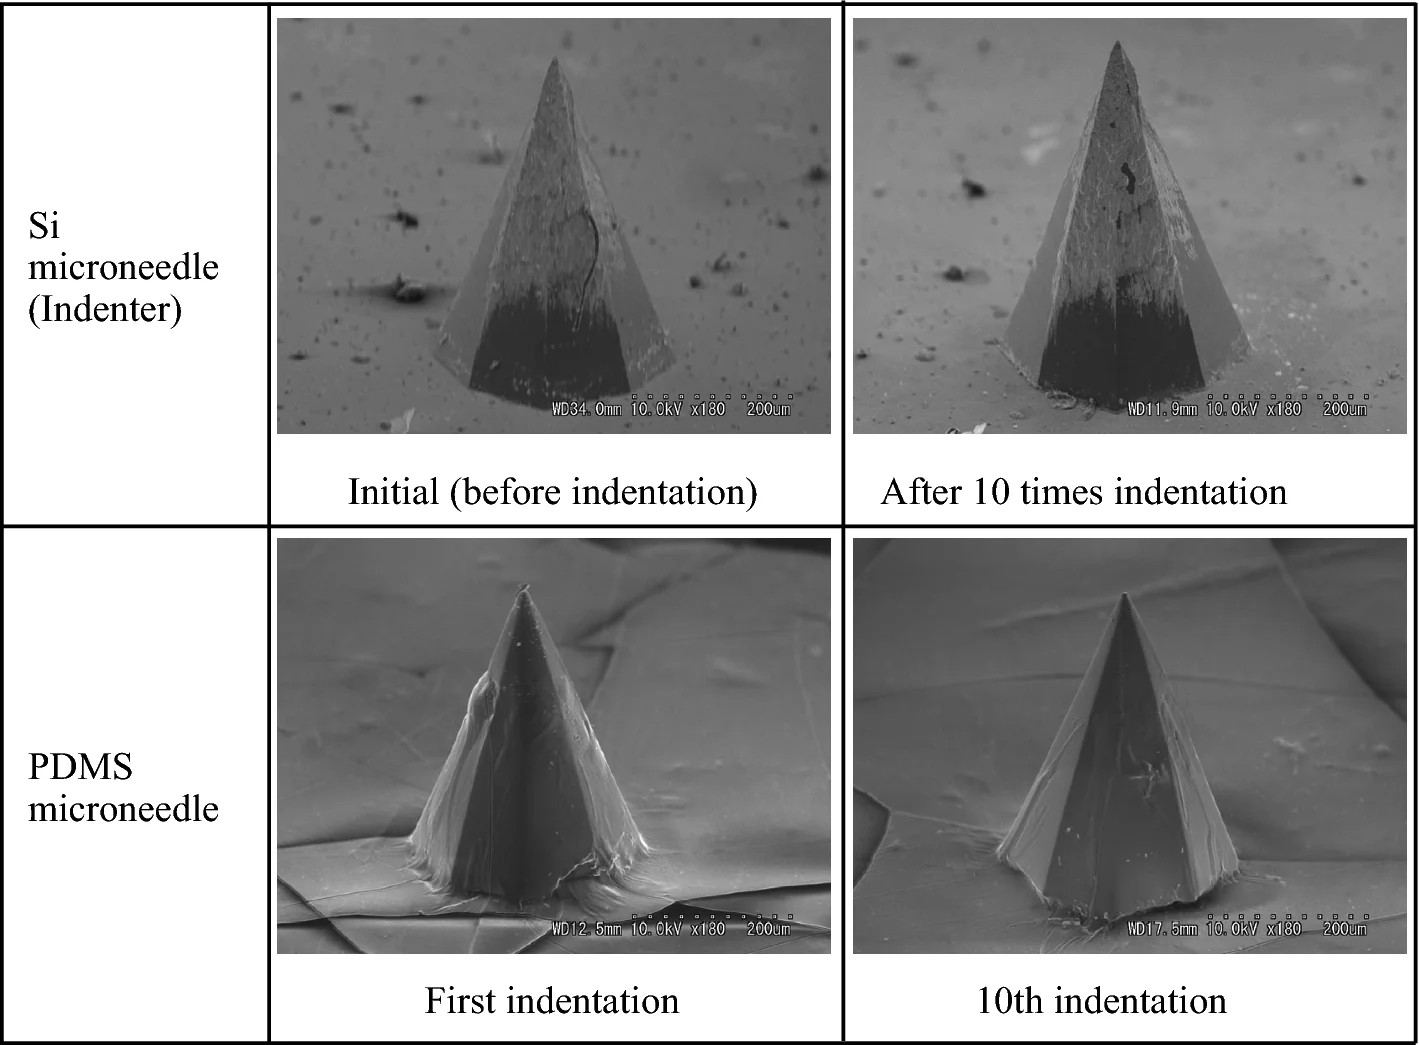 Si
microneedle
(Indenter)
WD34.0mm 10.0kV x180 200um
WD11.9mm 10.0kV x180 200um
Initial (before indentation)
After 10 times indentation
PDMS
microneedle
WD12.5mm 10.0kV x180 200um
WD17.5mm 10.0kV x180 200um
First indentation
10th indentation